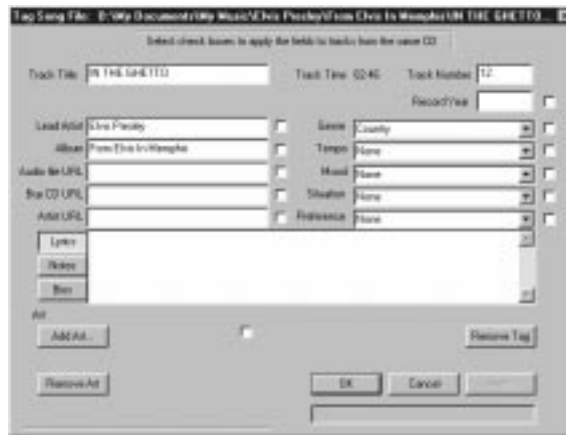 Tag Song File: D:\My Documents\My Music\Elvis Presley\From Elvis In Memphis\IN THE GHETTO...
Select check boxes to apply the fields to tracks from the same CD
Track Title IN THE GHETTO Track Time 02:46 Track Number 12
Record Year
Lead Artist Elvis Presley Genre Country
Album From Elvis In Memphis Tempo None
Audio file URL Mood None
Buy CD URL Situation None
Artist URL Preference None
Lyrics
Notes
Bios
Art
Add Art... Remove Tag
Remove Art OK Cancel